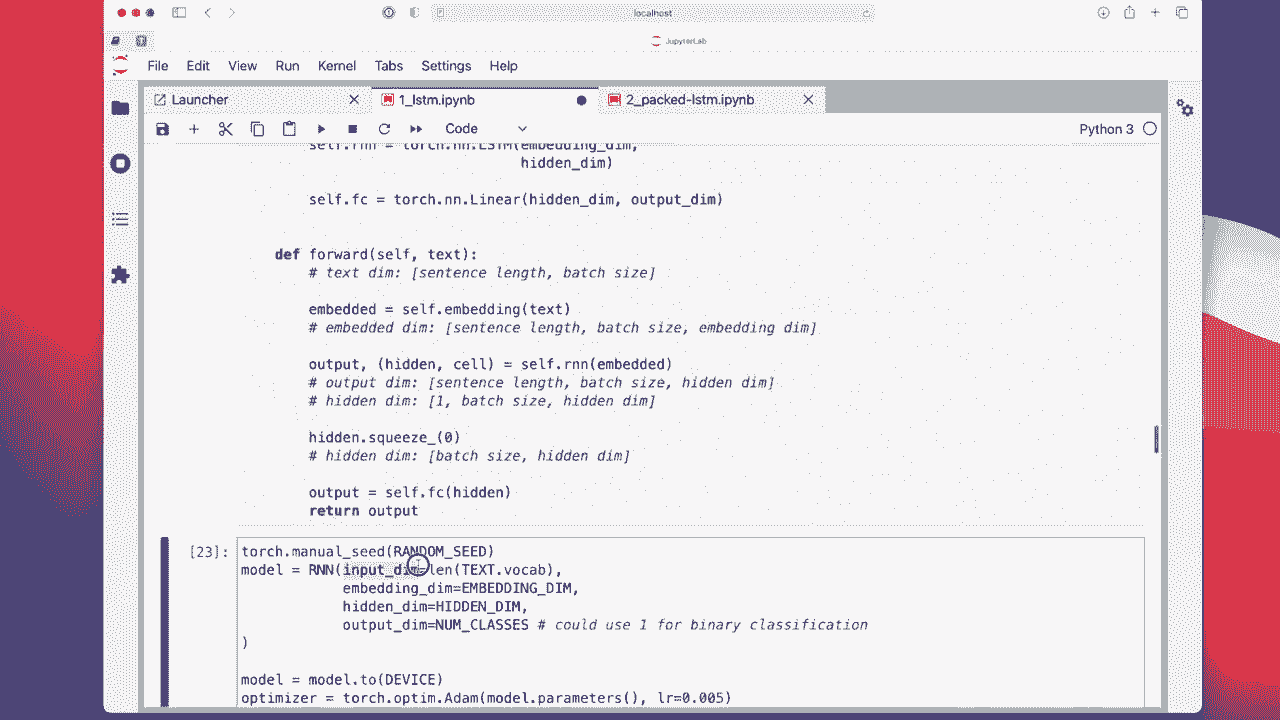 localhost
JupyterLab
File Edit View Run Kernel Tabs Settings Help
Launcher 1_lstm.ipynb 2_packed-lstm.ipynb
Code Python 3
self.rnn = torch.nn.LSTM(embedding_dim,
hidden_dim)
self.fc = torch.nn.Linear(hidden_dim, output_dim)
def forward(self, text):
# text dim: [sentence length, batch size]
embedded = self.embedding(text)
# embedded dim: [sentence length, batch size, embedding dim]
output, (hidden, cell) = self.rnn(embedded)
# output dim: [sentence length, batch size, hidden dim]
# hidden dim: [1, batch size, hidden dim]
hidden.squeeze_(0)
# hidden dim: [batch size, hidden dim]
output = self.fc(hidden)
return output
[23]: torch.manual_seed(RANDOM_SEED)
model = RNN(input_dim=len(TEXT.vocab),
embedding_dim=EMBEDDING_DIM,
hidden_dim=HIDDEN_DIM,
output_dim=NUM_CLASSES # could use 1 for binary classification
)
model = model.to(DEVICE)
optimizer = torch.optim.Adam(model.parameters(), lr=0.005)